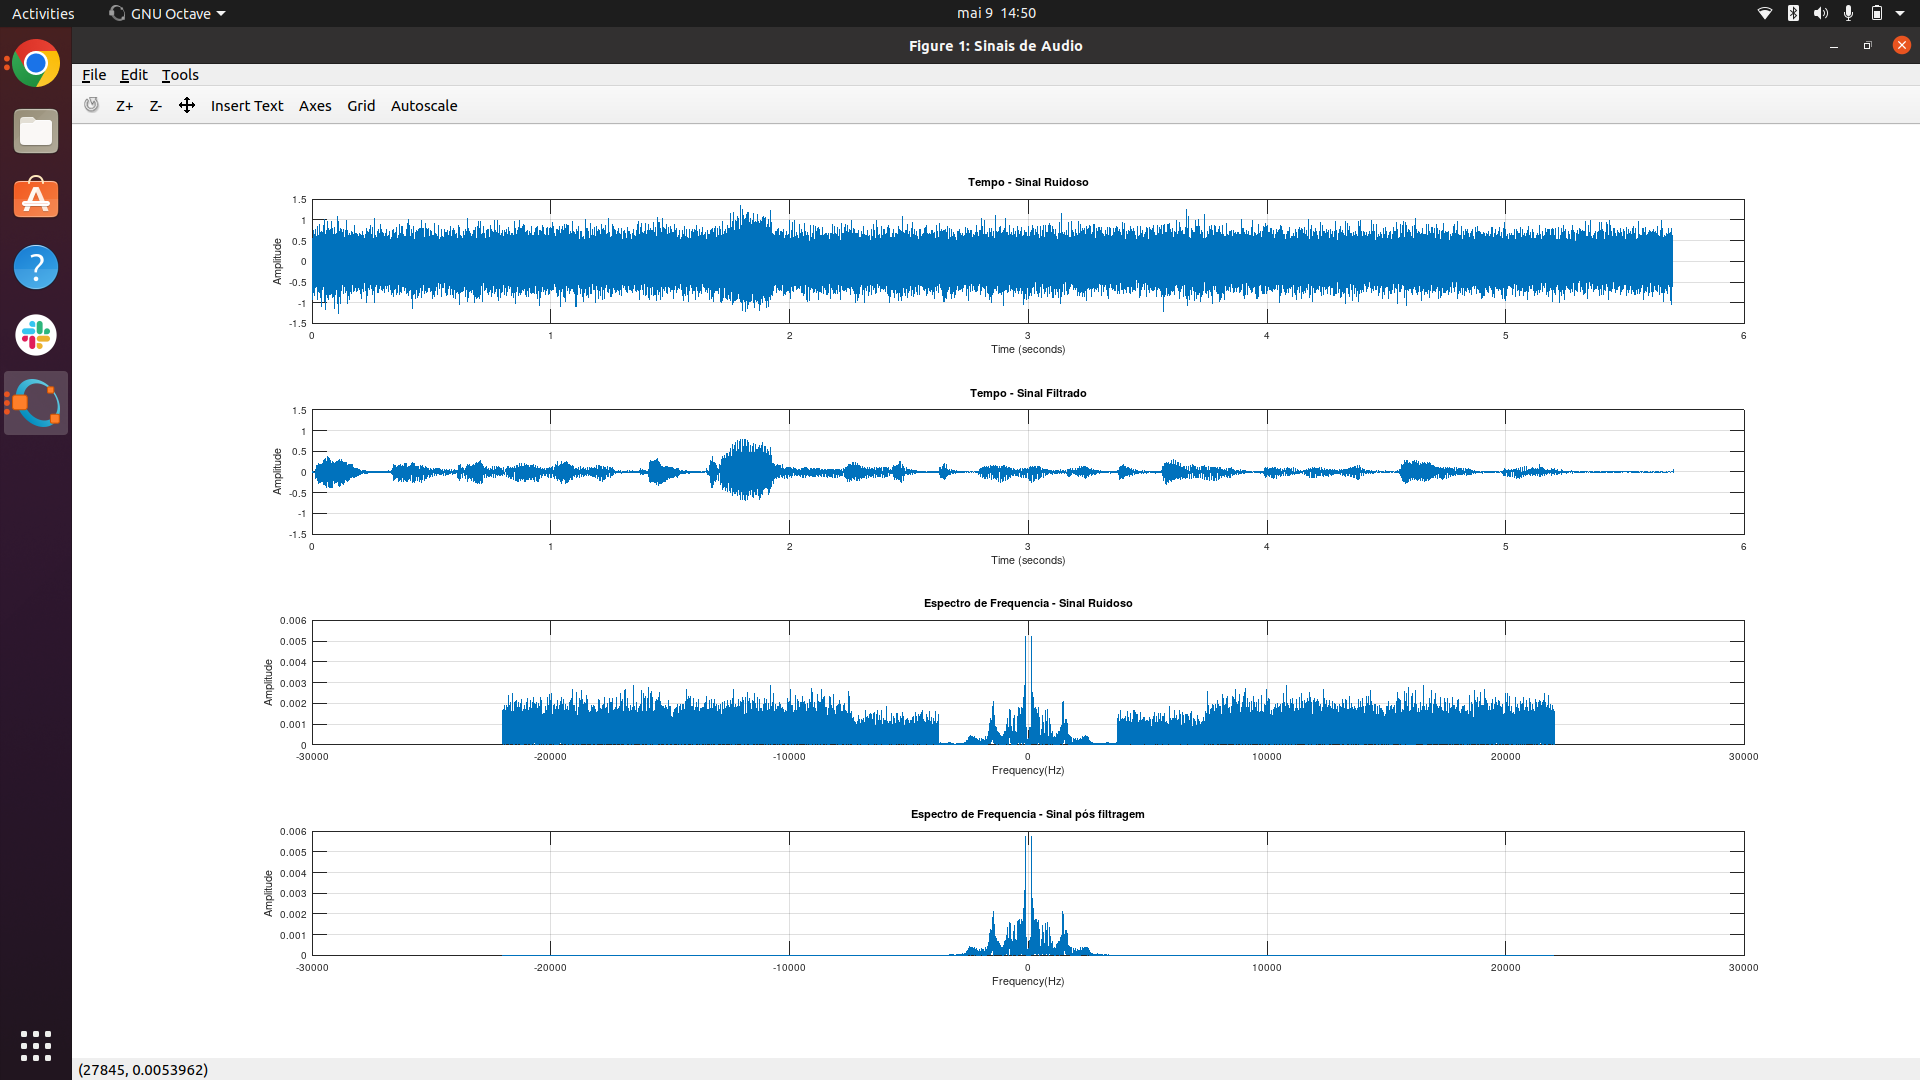 Activities GNU Octave mai 9 14:50
Figure 1: Sinais de Audio
File Edit Tools
Z+ Z- Insert Text Axes Grid Autoscale
Tempo - Sinal Ruidoso
1.5
1
0.5
0
-0.5
-1
-1.5
Amplitude
0 1 2 3 4 5 6
Time (seconds)
Tempo - Sinal Filtrado
1.5
1
0.5
0
-0.5
-1
-1.5
Amplitude
0 1 2 3 4 5 6
Time (seconds)
Espectro de Frequencia - Sinal Ruidoso
0.006
0.005
0.004
0.003
0.002
0.001
0
Amplitude
-30000 -20000 -10000 0 10000 20000 30000
Frequency(Hz)
Espectro de Frequencia - Sinal pós filtragem
0.006
0.005
0.004
0.003
0.002
0.001
0
Amplitude
-30000 -20000 -10000 0 10000 20000 30000
Frequency(Hz)
(27845, 0.0053962)